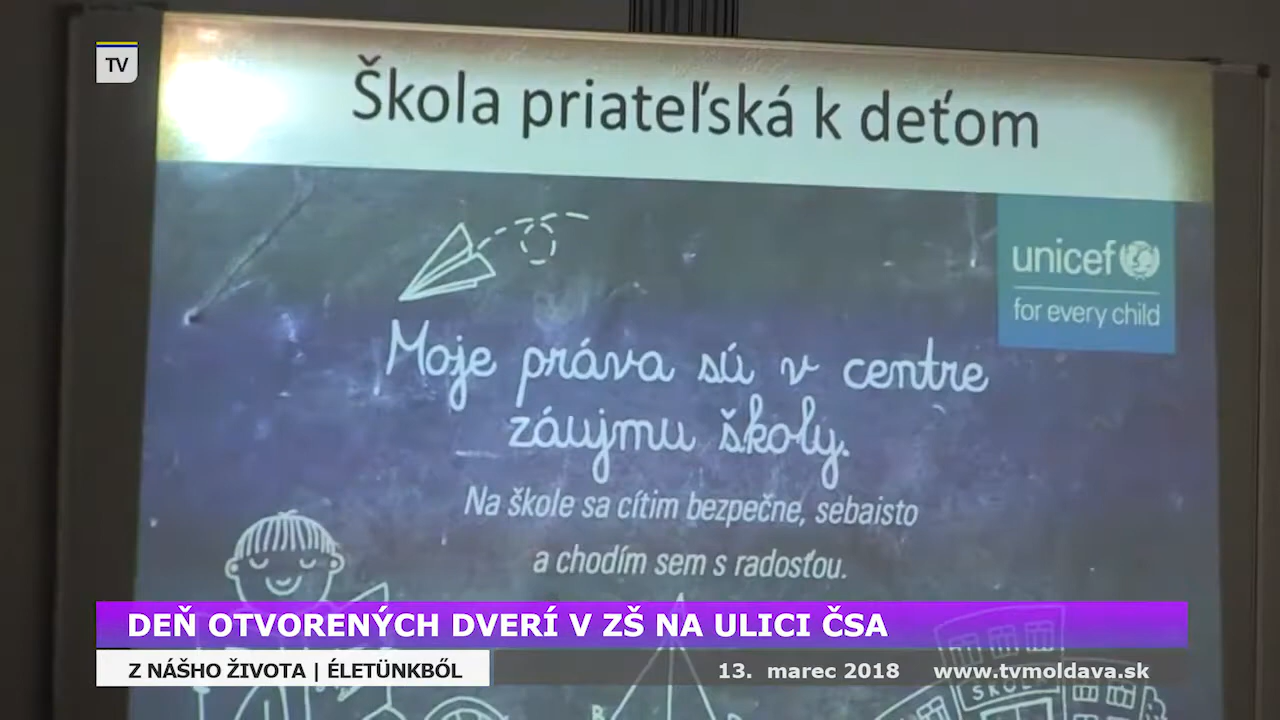 TV
Škola priateľská k deťom
unicef
for every child
Moje práva sú v centre
záujmu školy.
Na škole sa cítim bezpečne, sebaisto
a chodím sem s radosťou.
DEŇ OTVORENÝCH DVERÍ V ZŠ NA ULICI ČSA
Z NÁŠHO ŽIVOTA | ÉLETÜNKBŐL
13. marec 2018
www.tvmoldava.sk